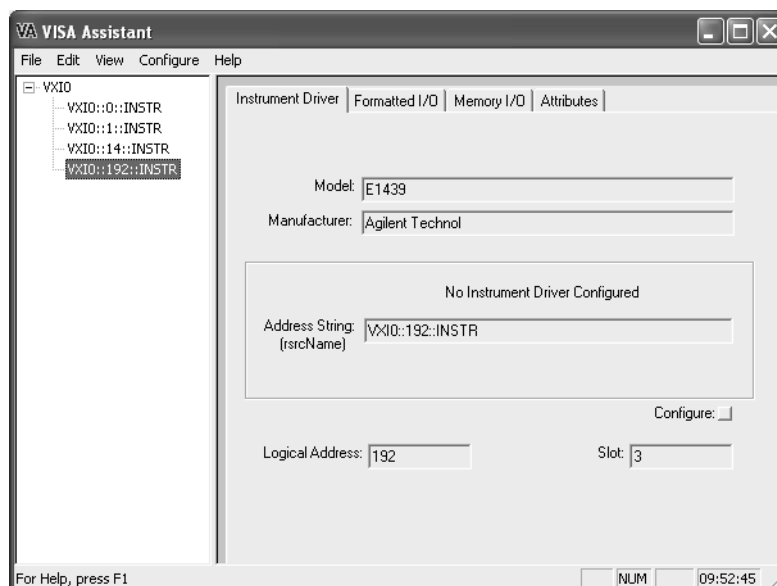 VA VISA Assistant
File Edit View Configure Help
VXI0
VXI0::0::INSTR
VXI0::1::INSTR
VXI0::14::INSTR
VXI0::192::INSTR
Instrument Driver Formatted I/O Memory I/O Attributes
Model: E1439
Manufacturer: Agilent Technol
No Instrument Driver Configured
Address String: VXI0::192::INSTR
(rsrcName)
Configure:
Logical Address: 192 Slot: 3
For Help, press F1 NUM 09:52:45